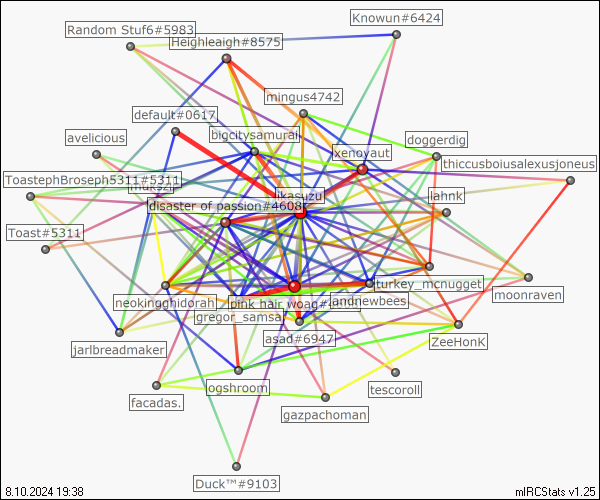 Knowun#6424
Random Stuf6#5983
Heighleaigh#8575
mingus4742
default#0617
bigcitysamurai
avelicious
doggerdig
xenoyaut
thiccusboiusalexusjoneus
ToastephBroseph5311#5311
ikasuzu
iahnk
disaster of passion#4608
Toast#5311
turkey_mcnugget
moonraven
neokingghidorah
pink hair woag#
andnewbees
gregor_samsa
asad#6947
ZeeHonK
jarlbreadmaker
ogshroom
tescoroll
facadas.
gazpachoman
Duck™#9103
8.10.2024 19:38
mIRCStats v1.25